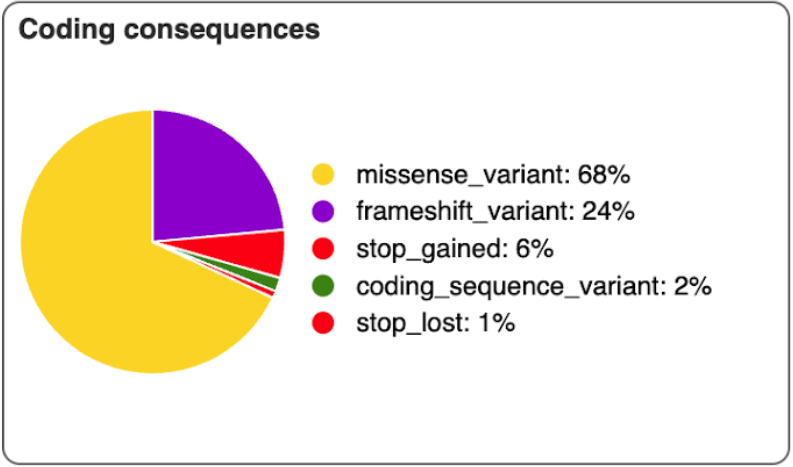 Coding consequences
missense_variant: 68%
frameshift_variant: 24%
stop_gained: 6%
coding_sequence_variant: 2%
stop_lost: 1%